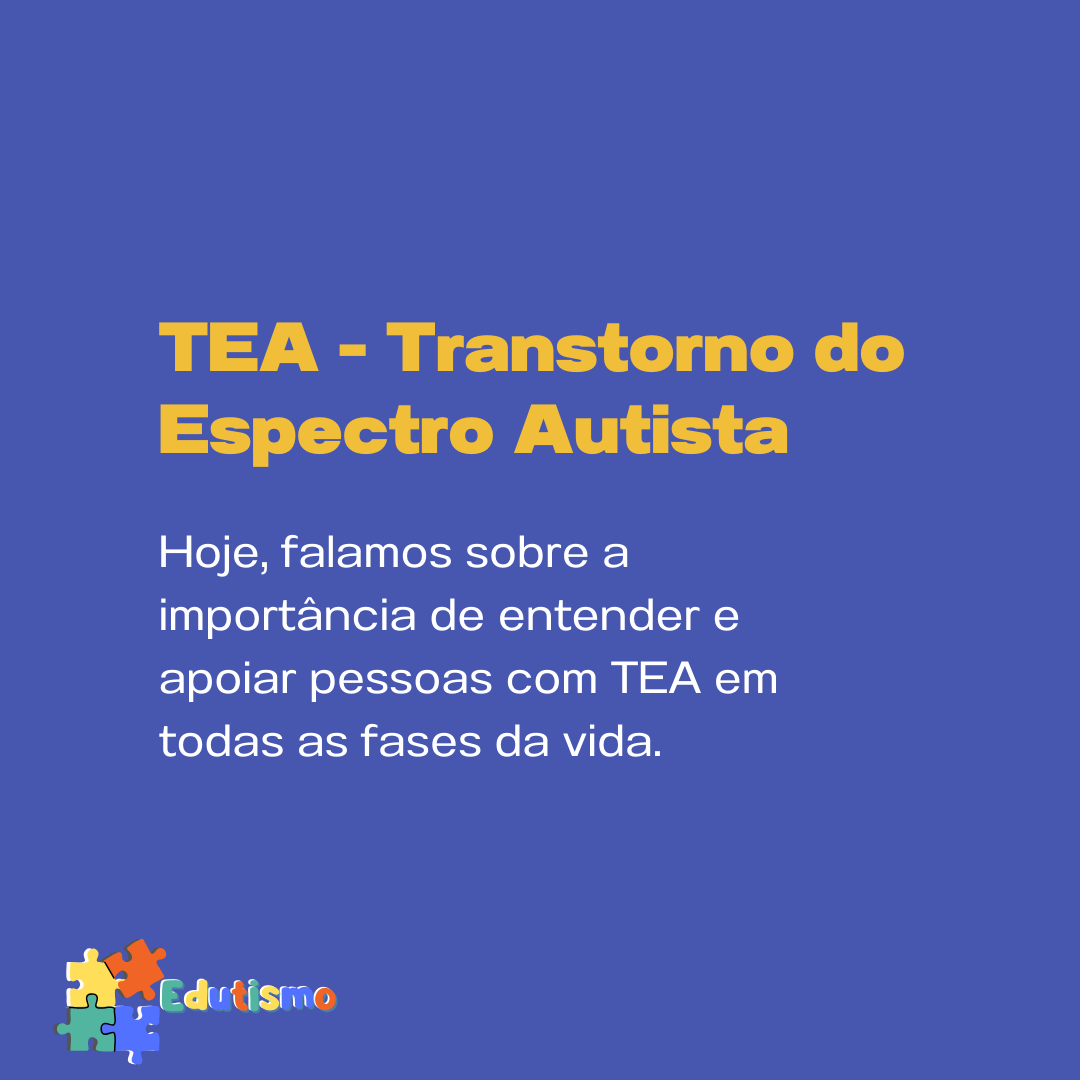 TEA - Transtorno do
Espectro Autista
Hoje, falamos sobre a
importância de entender e
apoiar pessoas com TEA em
todas as fases da vida.
Edutismo